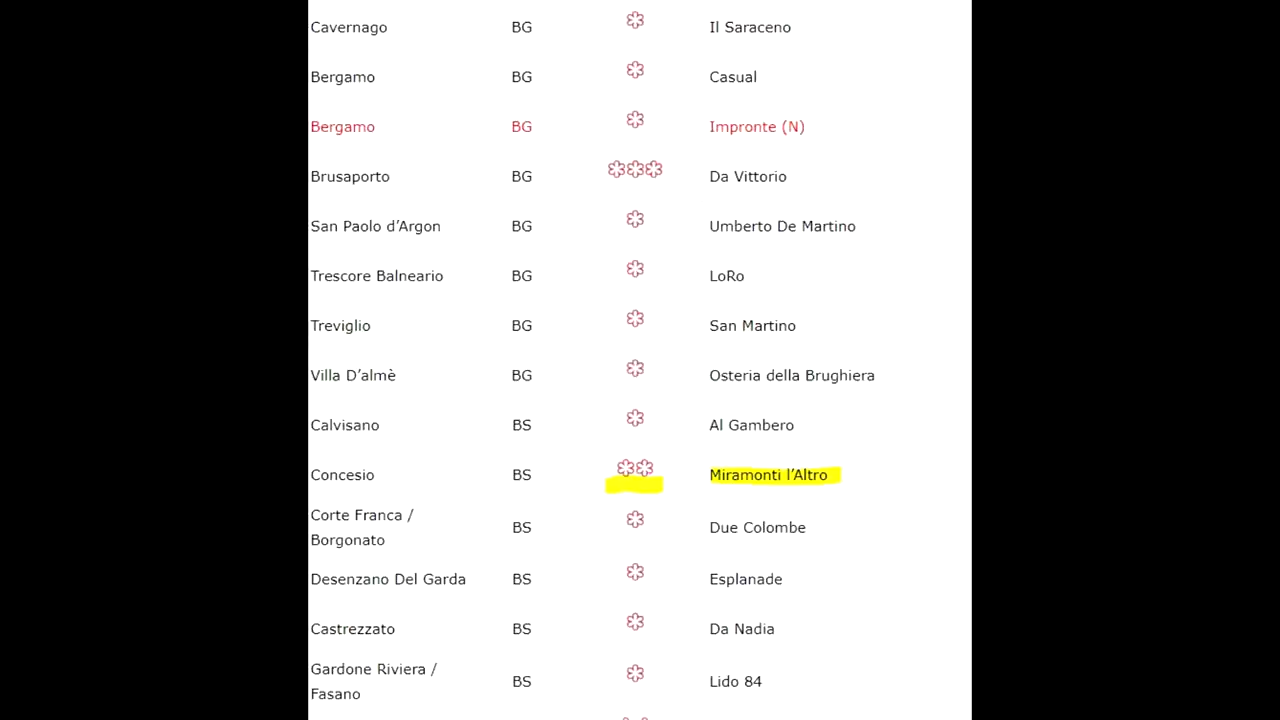 Cavernago BG Il Saraceno
Bergamo BG Casual
Bergamo BG Impronte (N)
Brusaporto BG Da Vittorio
San Paolo d’Argon BG Umberto De Martino
Trescore Balneario BG LoRo
Treviglio BG San Martino
Villa D’almè BG Osteria della Brughiera
Calvisano BS Al Gambero
Concesio BS Miramonti l’Altro
Corte Franca /
Borgonato BS Due Colombe
Desenzano Del Garda BS Esplanade
Castrezzato BS Da Nadia
Gardone Riviera /
Fasano BS Lido 84